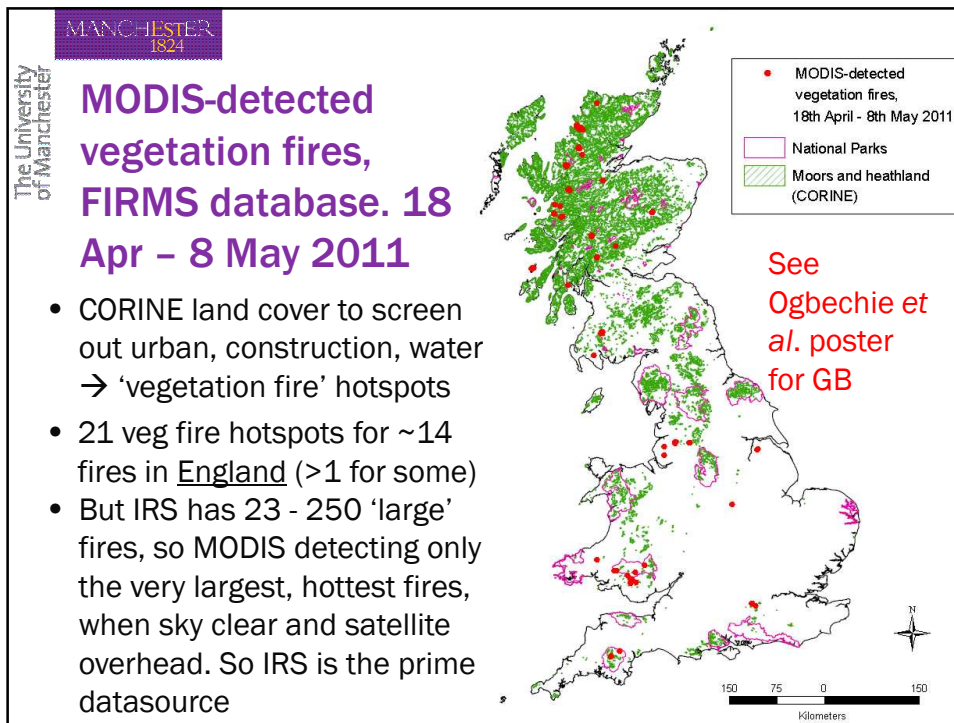 MANCHESTER
1824
The University
of Manchester
MODIS-detected
vegetation fires,
FIRMS database. 18
Apr – 8 May 2011
• CORINE land cover to screen
out urban, construction, water
→ ‘vegetation fire’ hotspots
• 21 veg fire hotspots for ~14
fires in England (>1 for some)
• But IRS has 23 - 250 ‘large’
fires, so MODIS detecting only
the very largest, hottest fires,
when sky clear and satellite
overhead. So IRS is the prime
datasource
MODIS-detected
vegetation fires,
18th April - 8th May 2011
National Parks
Moors and heathland
(CORINE)
See
Ogbechie et
al. poster
for GB
N
150 75 0 150
Kilometers